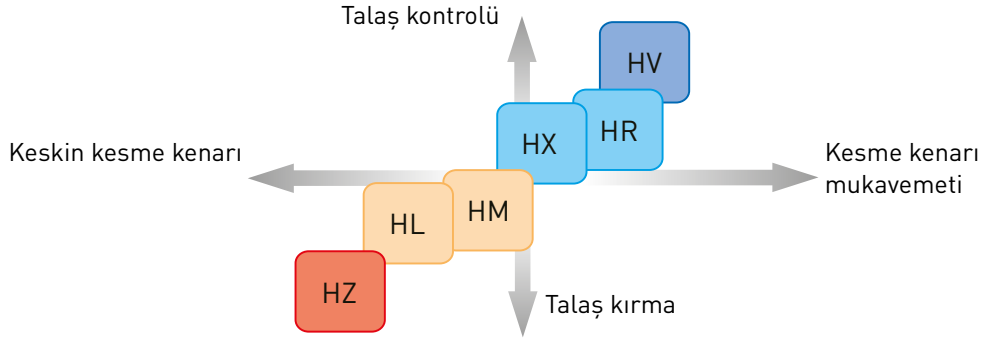 Talaş kontrolü
HV
HR
HX
Keskin kesme kenarı
Kesme kenarı
mukavemeti
HM
HL
HZ
Talaş kırma